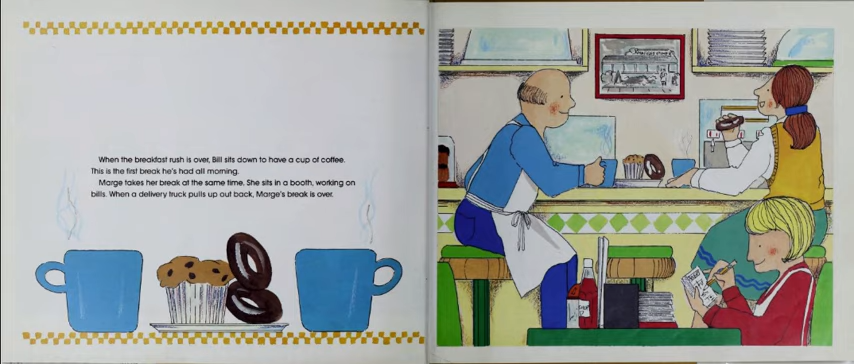 When the breakfast rush is over, Bill sits down to have a cup of coffee.
This is the first break he's had all morning.
Marge takes her break at the same time. She sits in a booth, working on
bills. When a delivery truck pulls up out back, Marge's break is over.